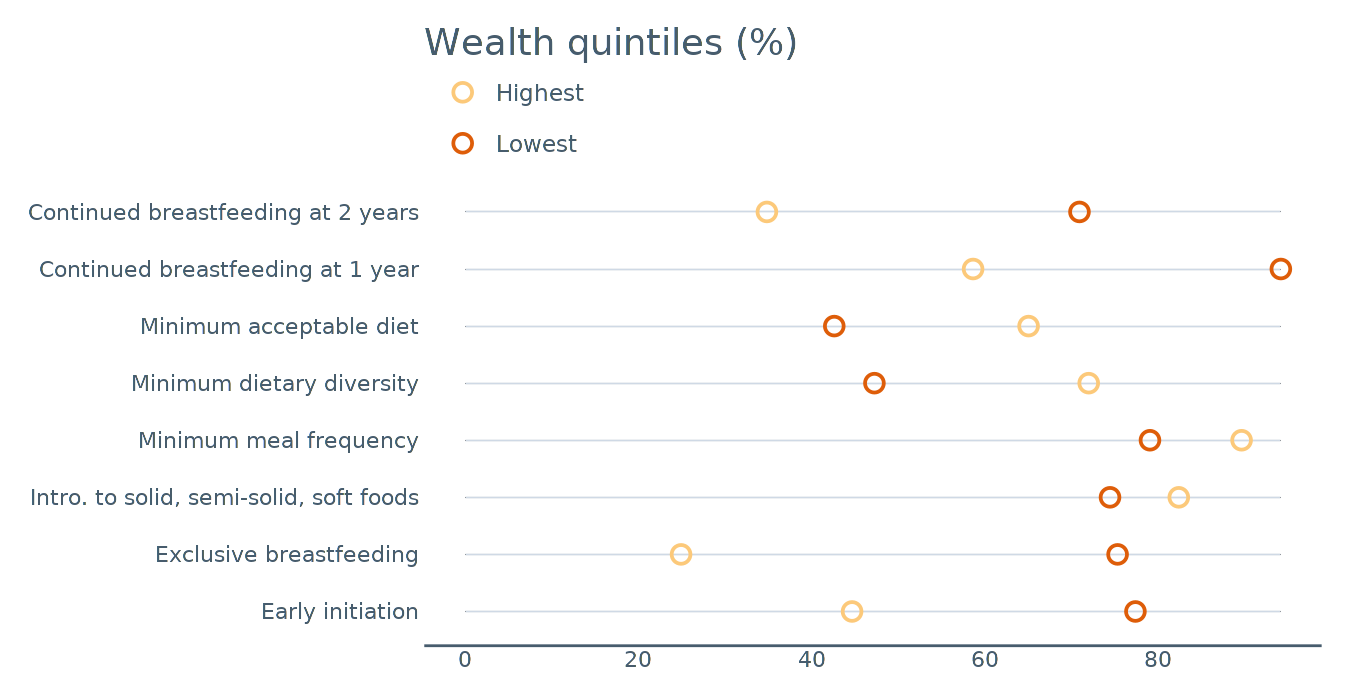 Wealth quintiles (%)
Highest
Lowest
Continued breastfeeding at 2 years
Continued breastfeeding at 1 year
Minimum acceptable diet
Minimum dietary diversity
Minimum meal frequency
Intro. to solid, semi-solid, soft foods
Exclusive breastfeeding
Early initiation
0 20 40 60 80